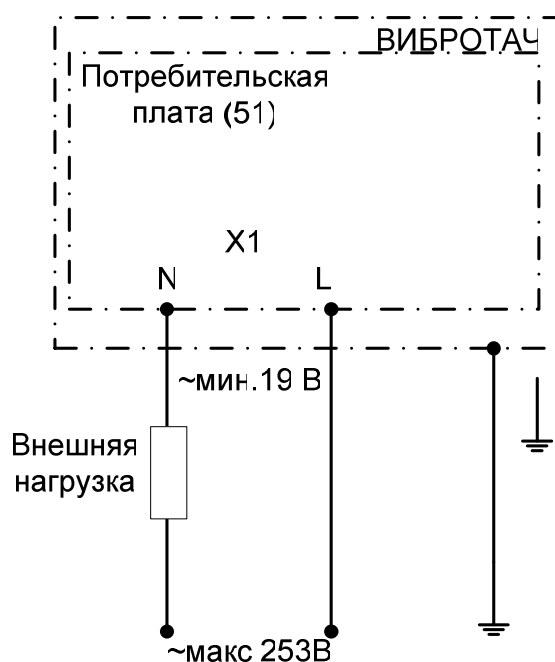 ВИБРОТАЧ
Потребительская
плата (51)
X1
N L
~мин.19 В
Внешняя
нагрузка
~макс 253В